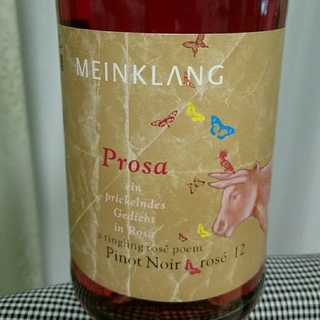 MEINKLANG
Prosa
ein
prickelndes
Gedicht
in Rosa
a tingling rosé poem
Pinot Noir rosé 12